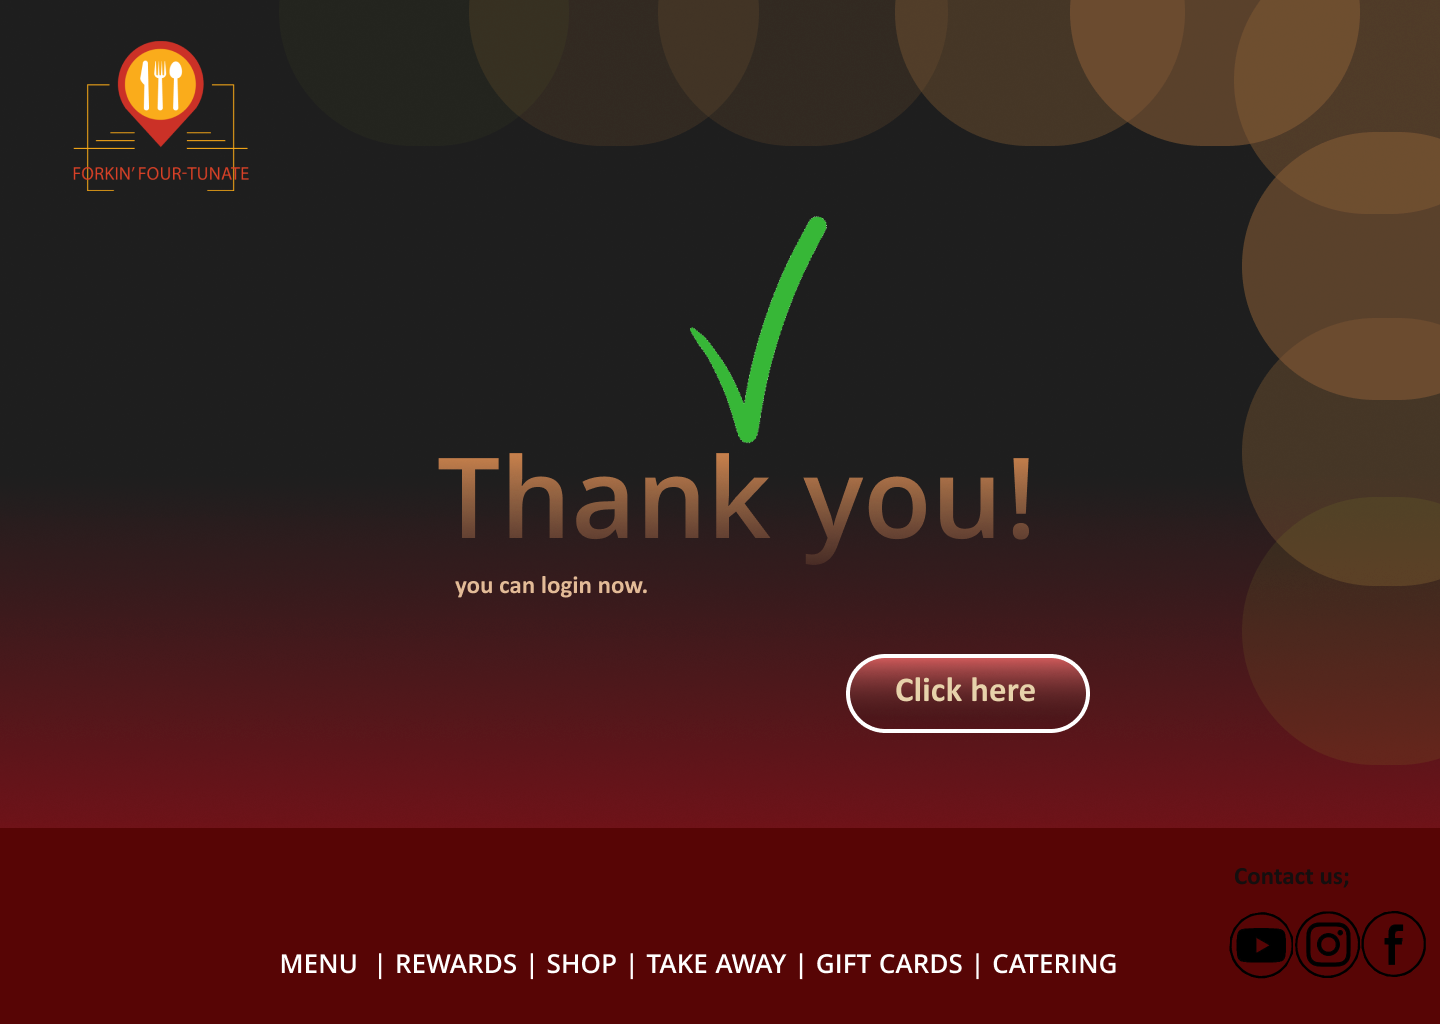 FORKIN' FOUR-TUNATE
Thank you!
you can login now.
Click here
Contact us;
MENU | REWARDS | SHOP | TAKE AWAY | GIFT CARDS | CATERING